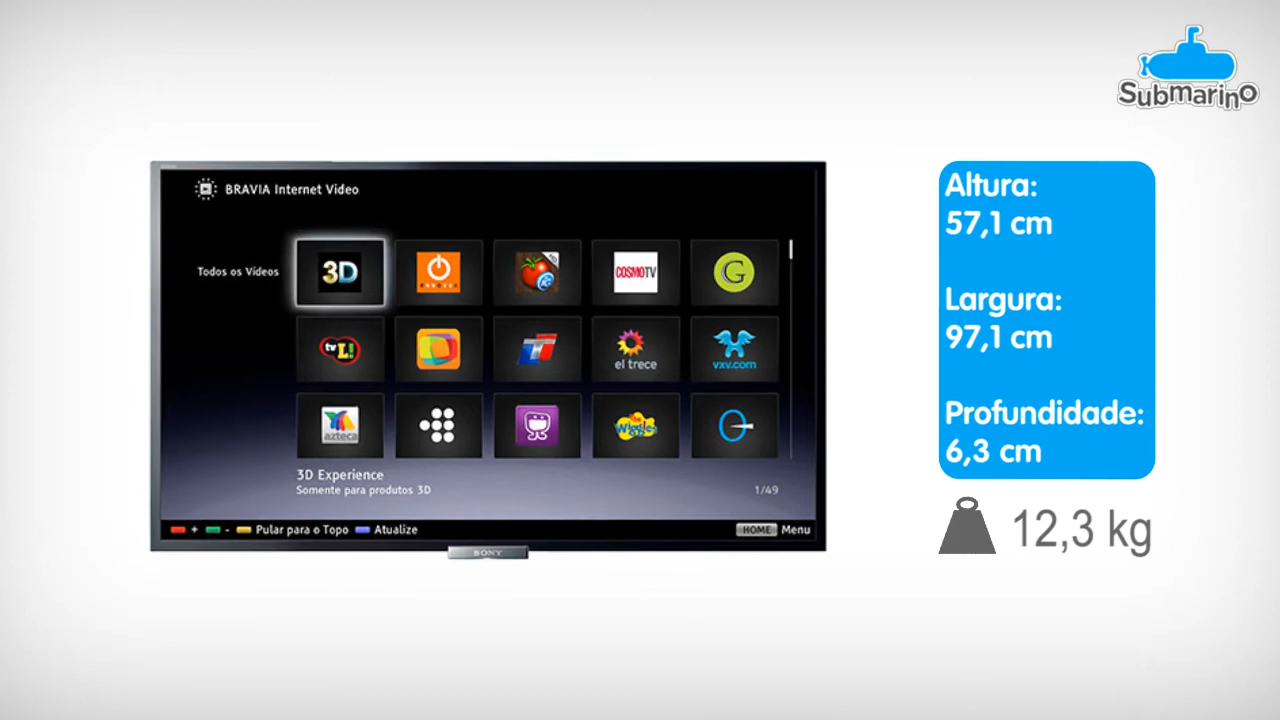 Submarino
BRAVIA Internet Video
Todos os Vídeos
3D
COSMOTV
G
tv L!
el trece
vxv.com
azteca
the Wiggles
3D Experience
Somente para produtos 3D
1/49
+ - Pular para o Topo Atualize
HOME Menu
SONY
Altura:
57,1 cm
Largura:
97,1 cm
Profundidade:
6,3 cm
12,3 kg